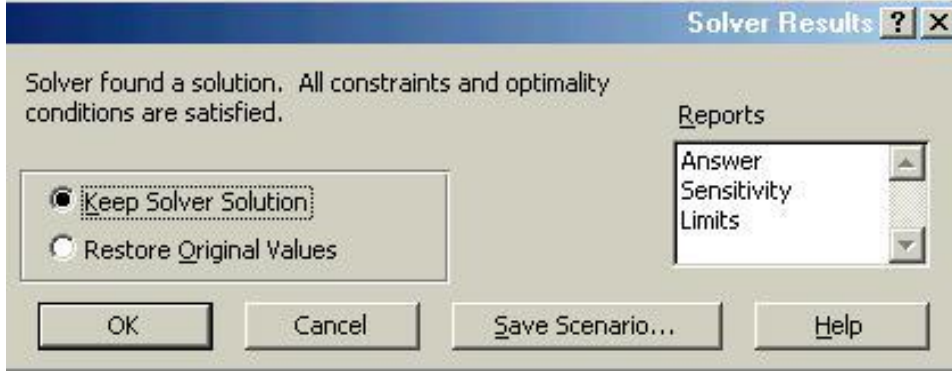 Solver Results
Solver found a solution. All constraints and optimality
conditions are satisfied.
Reports
Answer
Sensitivity
Limits
Keep Solver Solution
Restore Original Values
OK
Cancel
Save Scenario...
Help